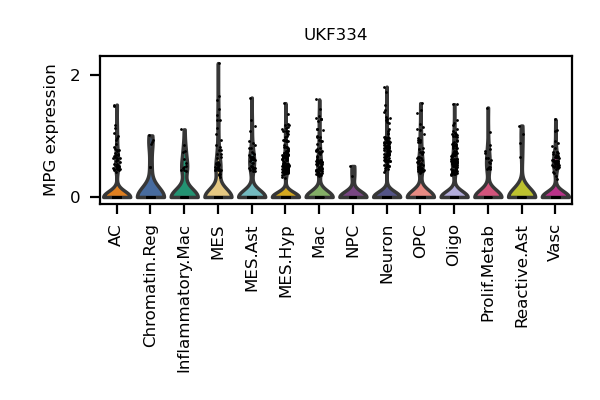 UKF334
MPG expression
2
0
AC
Chromatin.Reg
Inflammatory.Mac
MES
MES.Ast
MES.Hyp
Mac
NPC
Neuron
OPC
Oligo
Prolif.Metab
Reactive.Ast
Vasc